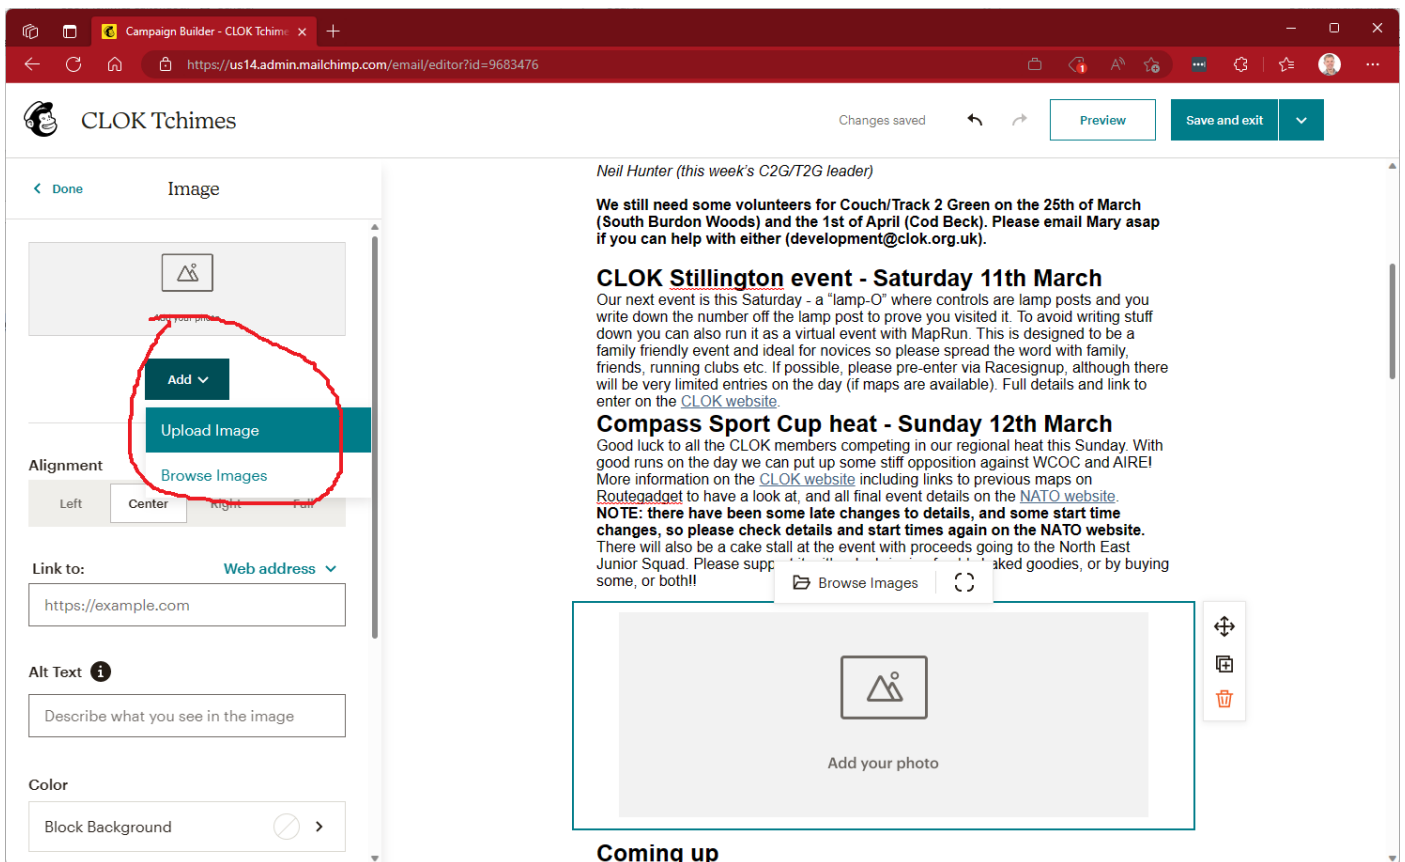 Campaign Builder - CLOK Tchime
https://us14.admin.mailchimp.com/email/editor?id=9683476
1
CLOK Tchimes
Changes saved
Preview
Save and exit
Done
Image
Add your photo
Add
Upload Image
Browse Images
Alignment
Left
Center
Right
Full
Link to:
Web address
https://example.com
Alt Text
Describe what you see in the image
Color
Block Background
Neil Hunter (this week's C2G/T2G leader)
We still need some volunteers for Couch/Track 2 Green on the 25th of March
(South Burdon Woods) and the 1st of April (Cod Beck). Please email Mary asap
if you can help with either (development@clok.org.uk).
CLOK Stillington event - Saturday 11th March
Our next event is this Saturday - a “lamp-O” where controls are lamp posts and you
write down the number off the lamp post to prove you visited it. To avoid writing stuff
down you can also run it as a virtual event with MapRun. This is designed to be a
family friendly event and ideal for novices so please spread the word with family,
friends, running clubs etc. If possible, please pre-enter via Racesignup, although there
will be very limited entries on the day (if maps are available). Full details and link to
enter on the CLOK website.
Compass Sport Cup heat - Sunday 12th March
Good luck to all the CLOK members competing in our regional heat this Sunday. With
good runs on the day we can put up some stiff opposition against WCOC and AIRE!
More information on the CLOK website including links to previous maps on
Routegadget to have a look at, and all final event details on the NATO website.
NOTE: there have been some late changes to details, and some start time
changes, so please check details and start times again on the NATO website.
There will also be a cake stall at the event with proceeds going to the North East
Junior Squad. Please goodies, or by buying
some, or both!!
Browse Images
Add your photo
Coming up